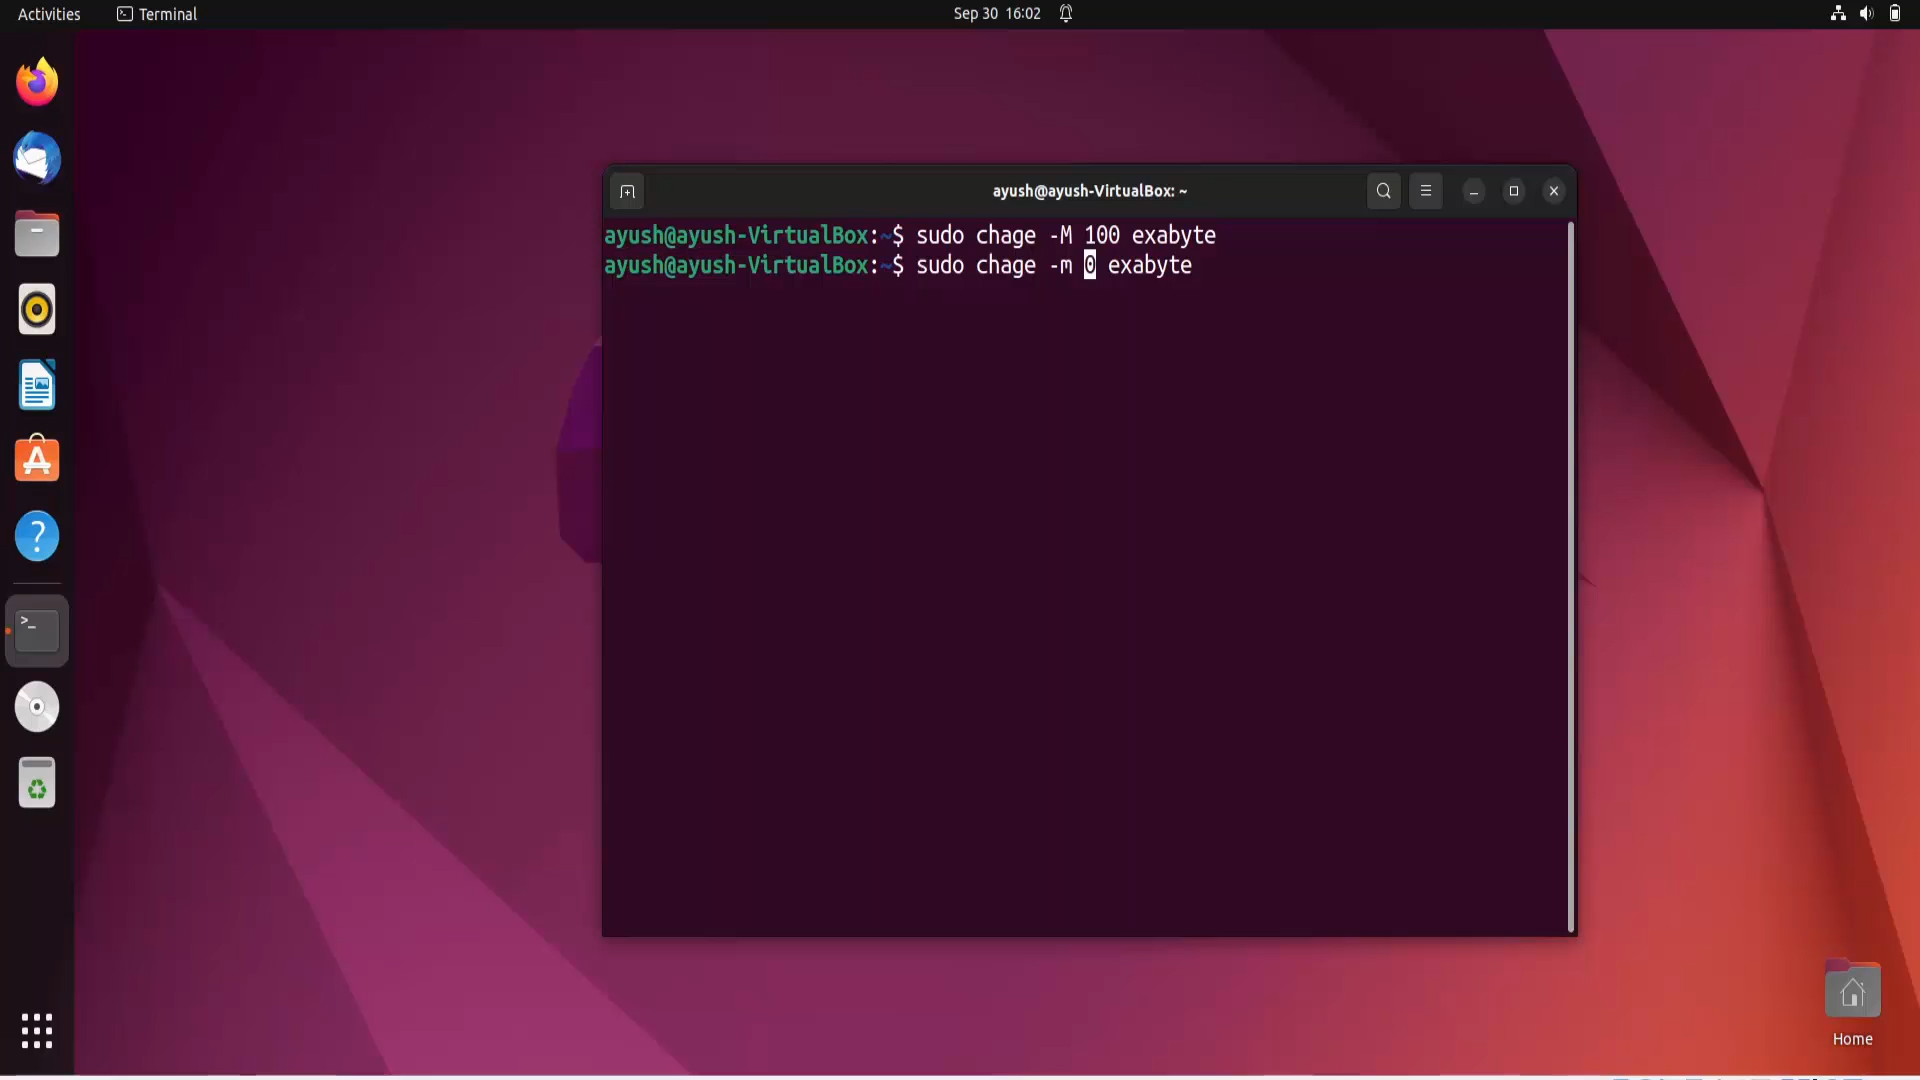 Activities Terminal Sep 30 16:02
ayush@ayush-VirtualBox: ~
ayush@ayush-VirtualBox:~$ sudo chage -M 100 exabyte
ayush@ayush-VirtualBox:~$ sudo chage -m 0 exabyte
Home